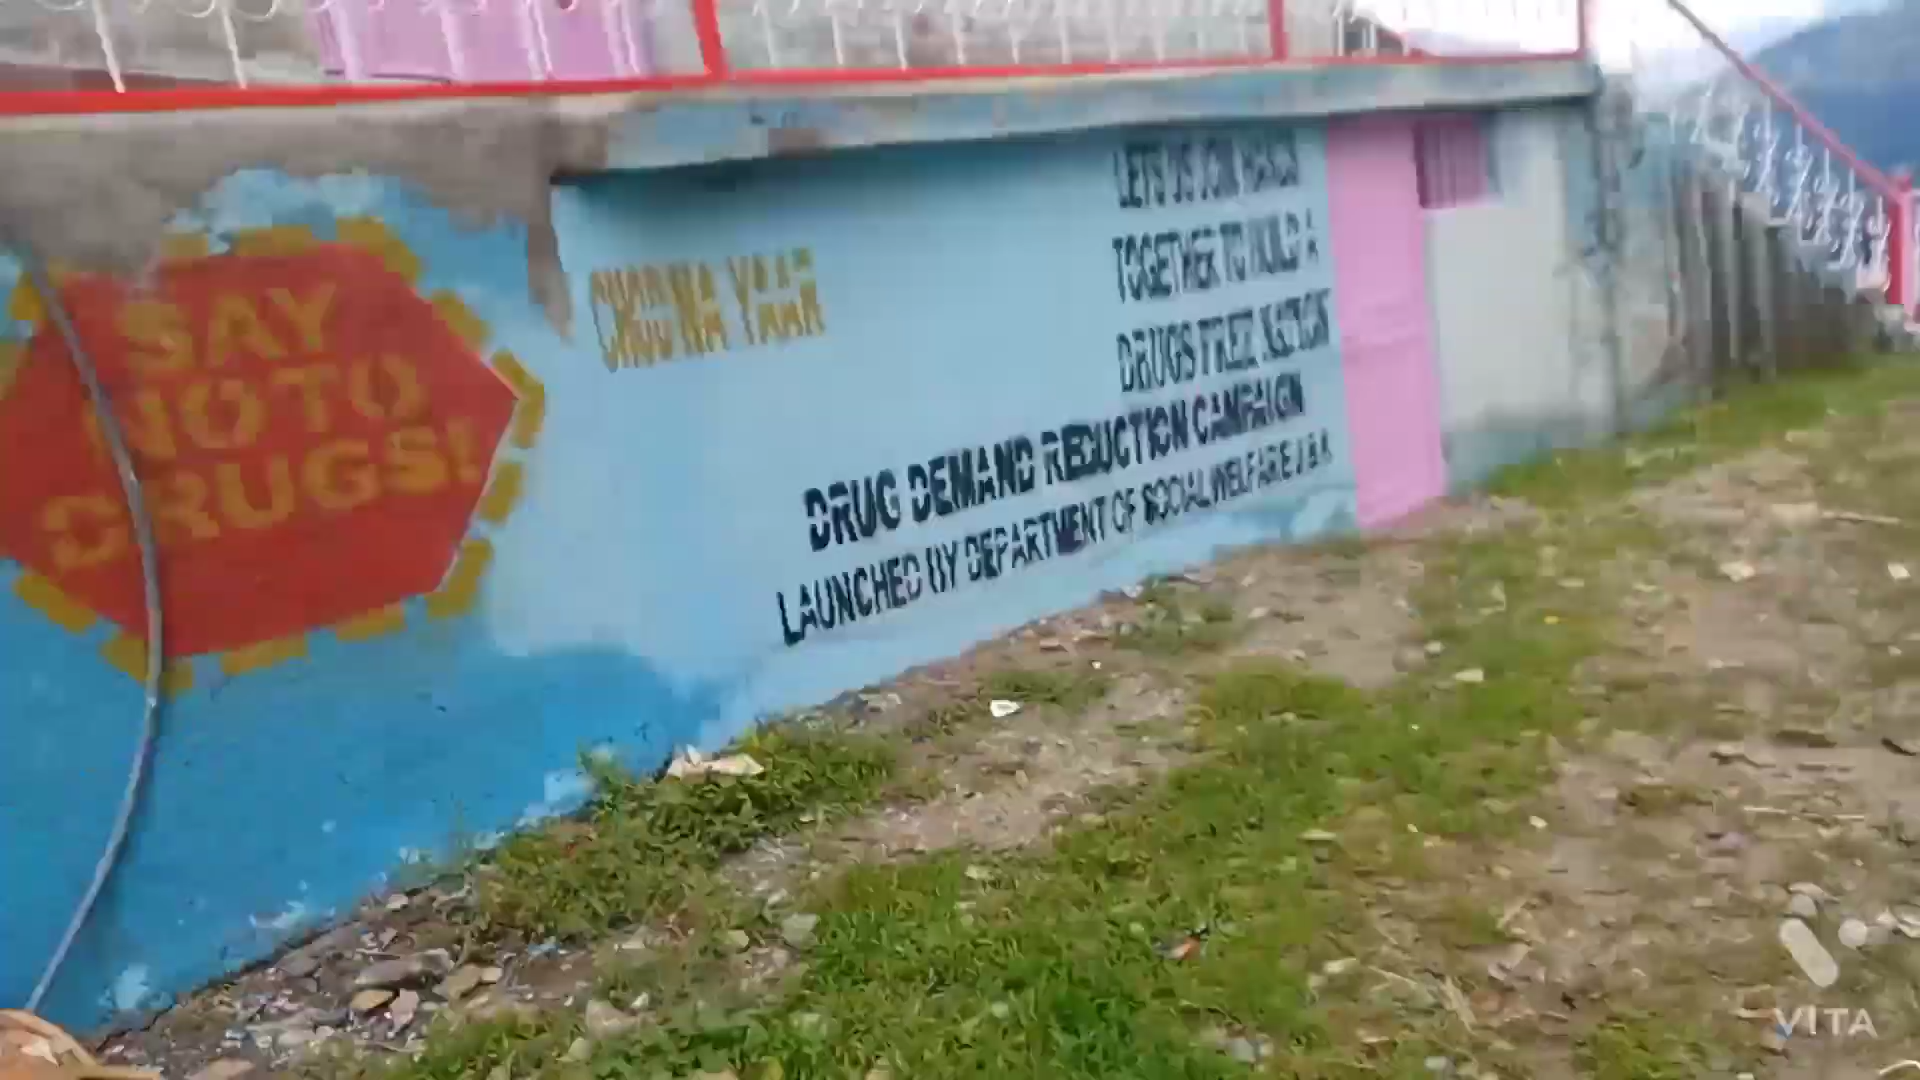 SAY
NO TO
DRUGS!
CHODNA YAAR
LETS US JOIN HANDS
TOGETHER TO BUILD A
DRUGS FREE NATION
DRUG DEMAND REDUCTION CAMPAIGN
LAUNCHED BY DEPARTMENT OF SOCIAL WELFARE J&K
VITA